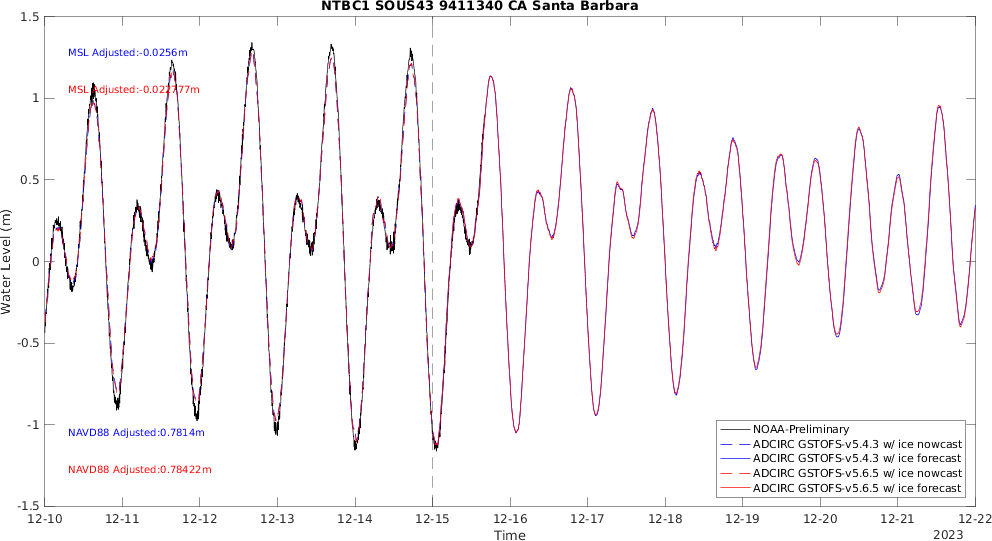 NTBC1 SOUS43 9411340 CA Santa Barbara
1.5
1
0.5
0
-0.5
-1
-1.5
Water Level (m)
MSL Adjusted:-0.0256m
MSL Adjusted:-0.022777m
NAVD88 Adjusted:0.7814m
NAVD88 Adjusted:0.78422m
NOAA-Preliminary
ADCIRC GSTOFS-v5.4.3 w/ ice nowcast
ADCIRC GSTOFS-v5.4.3 w/ ice forecast
ADCIRC GSTOFS-v5.6.5 w/ ice nowcast
ADCIRC GSTOFS-v5.6.5 w/ ice forecast
12-10 12-11 12-12 12-13 12-14 12-15 12-16 12-17 12-18 12-19 12-20 12-21 12-22
Time
2023